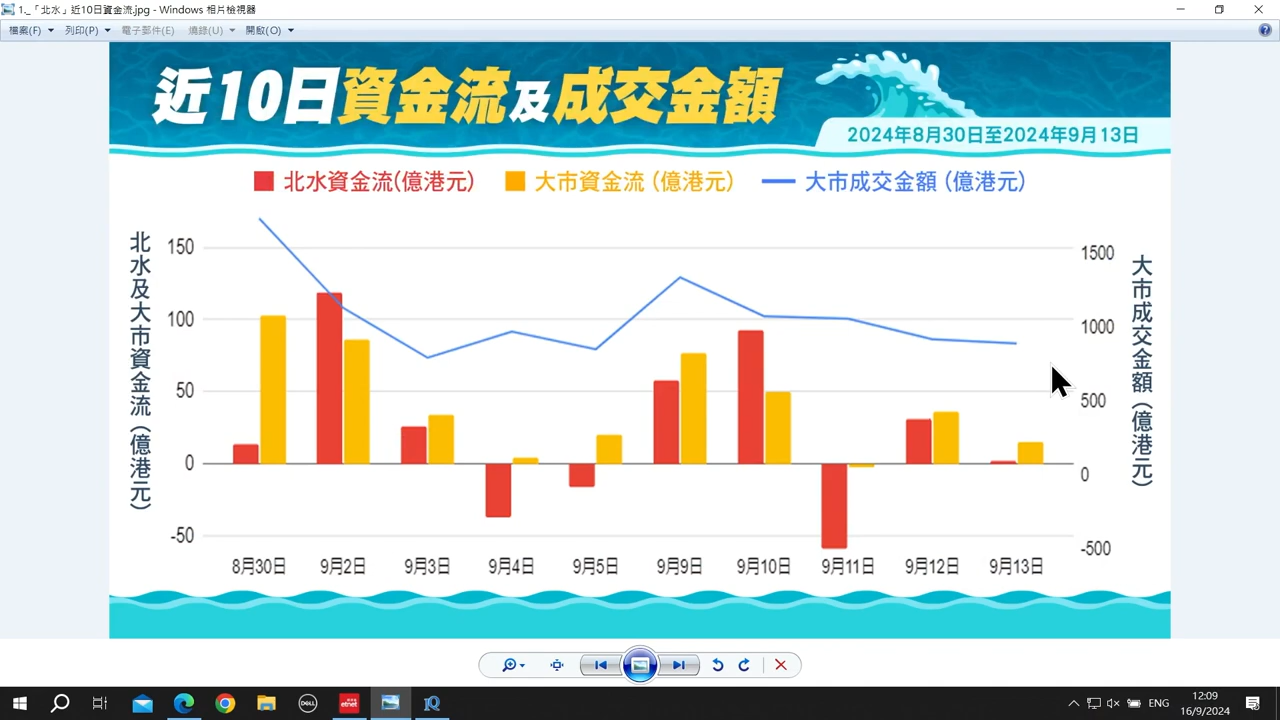 1._「北水」近10日資金流.jpg - Windows 相片檢視器
檔案(F) 列印(P) 電子郵件(E) 燒錄(U) 開啟(O)
近10日資金流及成交金額
2024年8月30日至2024年9月13日
北水資金流(億港元) 大市資金流 (億港元) 大市成交金額 (億港元)
北水及大市資金流(億港元)
150
100
50
0
-50
1500
1000
500
0
-500
大市成交金額(億港元)
8月30日 9月2日 9月3日 9月4日 9月5日 9月9日 9月10日 9月11日 9月12日 9月13日
DELL
etnet
IQ
ENG
12:09
16/9/2024